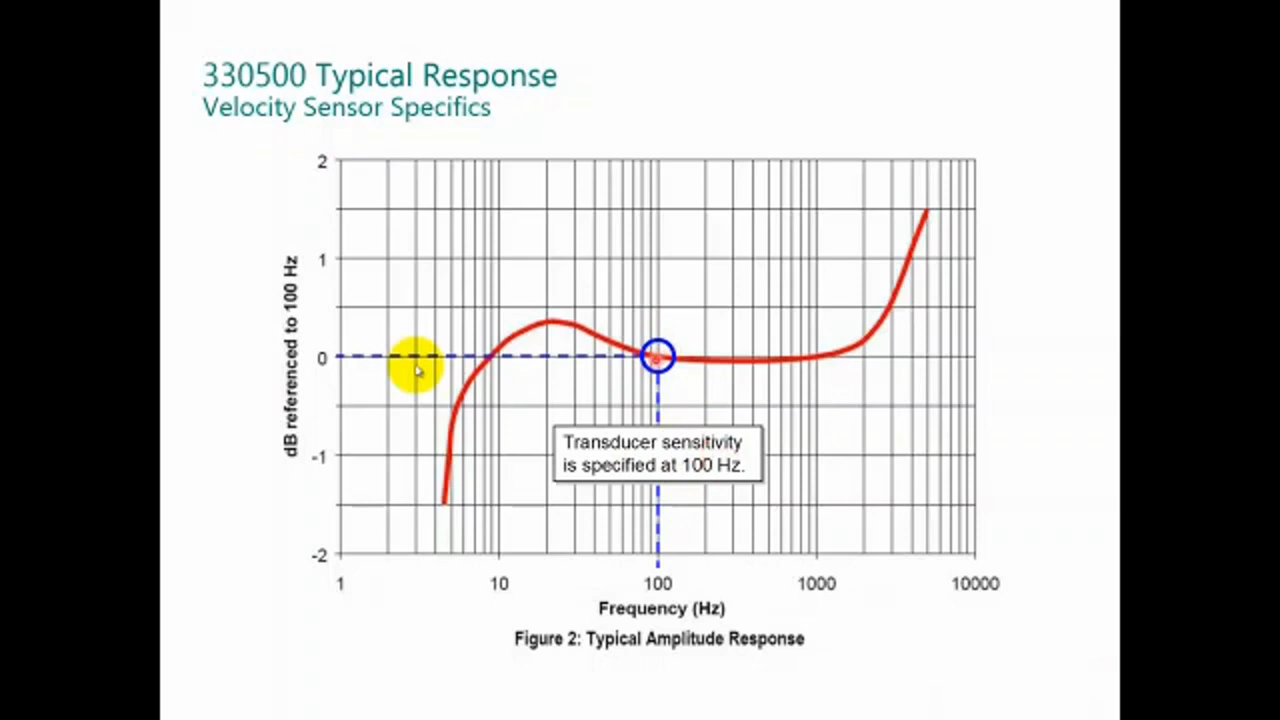 330500 Typical Response
Velocity Sensor Specifics
2
1
0
-1
-2
dB referenced to 100 Hz
Transducer sensitivity
is specified at 100 Hz.
1 10 100 1000 10000
Frequency (Hz)
Figure 2: Typical Amplitude Response